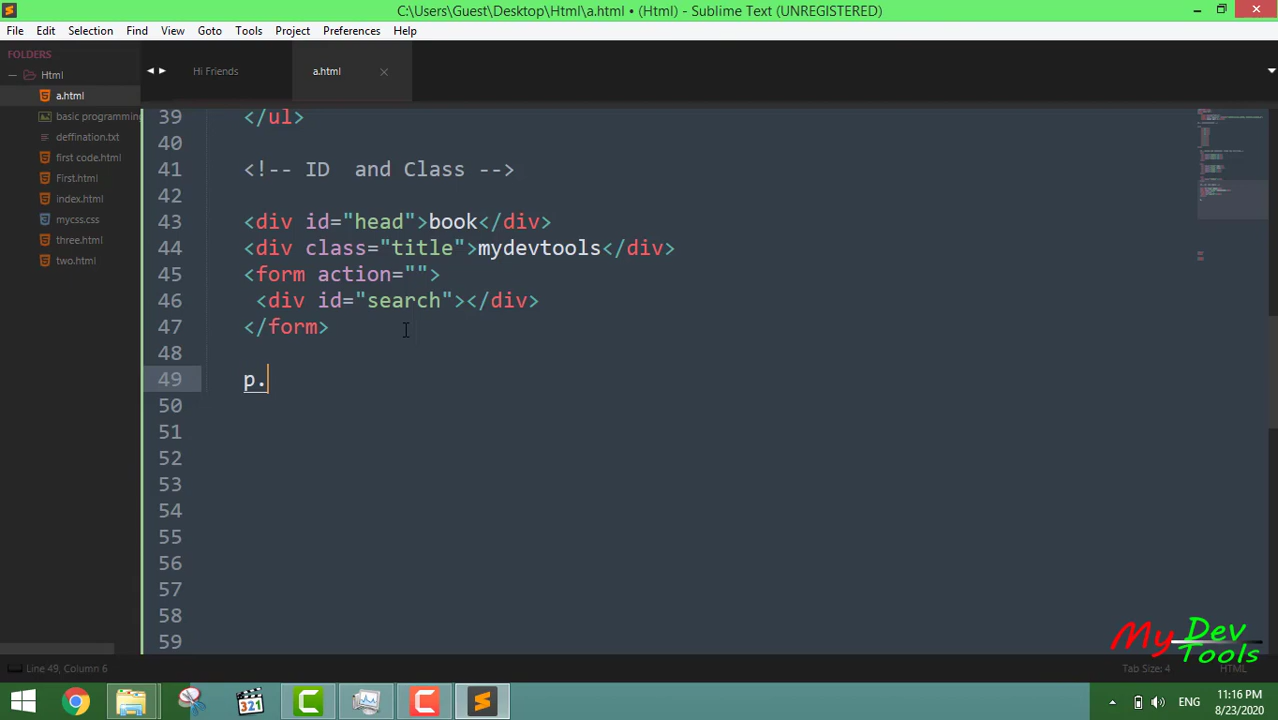 C:\Users\Guest\Desktop\Html\a.html • (Html) - Sublime Text (UNREGISTERED)
File Edit Selection Find View Goto Tools Project Preferences Help
FOLDERS
Html
a.html
basic programming
deffination.txt
first code.html
First.html
index.html
mycss.css
three.html
two.html
Hi Friends
a.html
39 </ul>
40
41 <!-- ID  and Class -->
42
43 <div id="head">book</div>
44 <div class="title">mydevtools</div>
45 <form action="">
46  <div id="search"></div>
47 </form>
48
49 p.
50
51
52
53
54
55
56
57
58
59
My Dev
Tools
Line 49, Column 6
Tab Size: 4
HTML
321
ENG
11:16 PM
8/23/2020